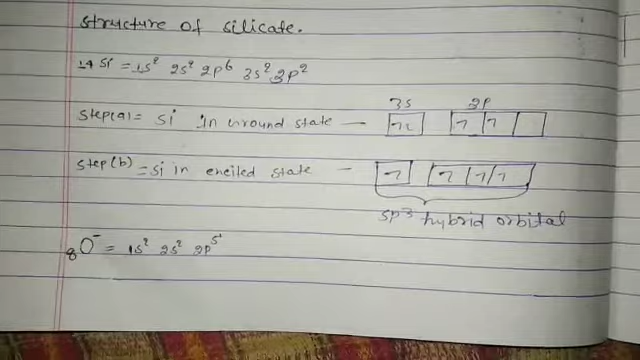 structure of silicate.
14 Si = 1s² 2s² 2p⁶ 3s² 3p²
3s 3p
Step(a) = Si in Ground state —
Step(b) = Si in excited state —
sp³ hybrid orbital
₈O⁻ = 1s² 2s² 2p⁵